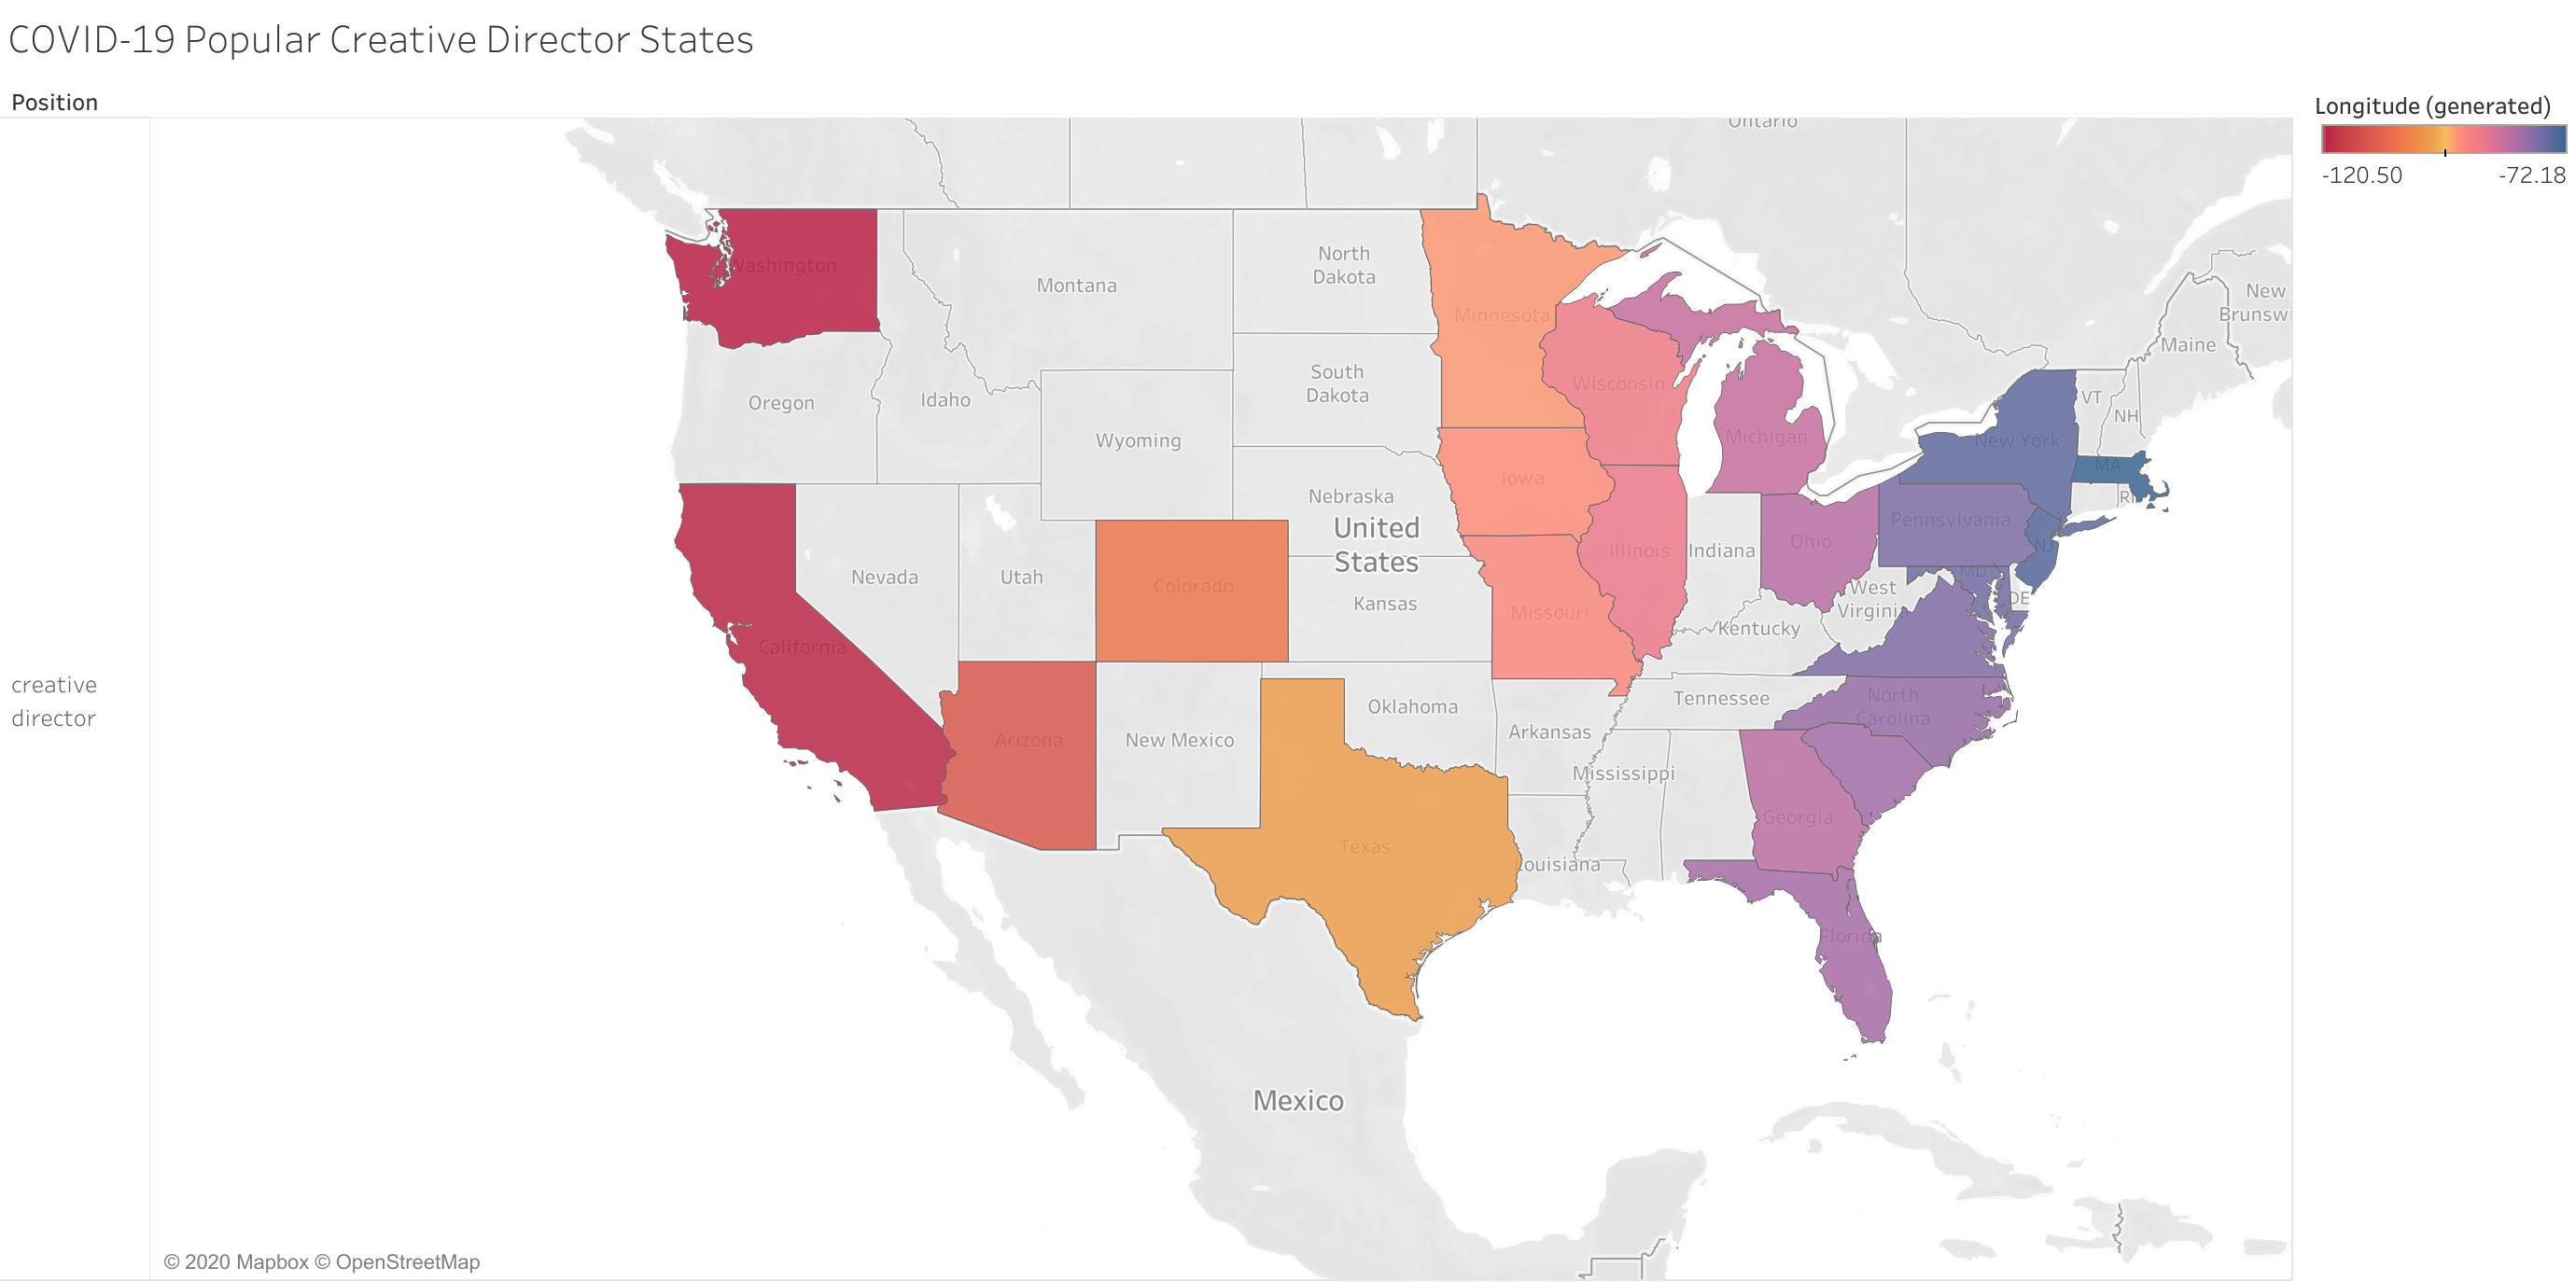 COVID-19 Popular Creative Director States
Position
Longitude (generated)
-120.50
-72.18
creative
director
Ontario
Washington
Montana
North
Dakota
Minnesota
New
Brunswi
Maine
Oregon
Idaho
South
Dakota
Wisconsin
VT
NH
Wyoming
Michigan
New York
MA
RI
Nebraska
Iowa
United
States
Pennsylvania
Nevada
Utah
Colorado
Kansas
Illinois
Indiana
Ohio
NJ
MD
DE
West
Virginia
Missouri
Kentucky
California
Arizona
New Mexico
Oklahoma
Arkansas
Tennessee
North
Carolina
Mississippi
Georgia
Texas
Louisiana
Florida
Mexico
© 2020 Mapbox © OpenStreetMap